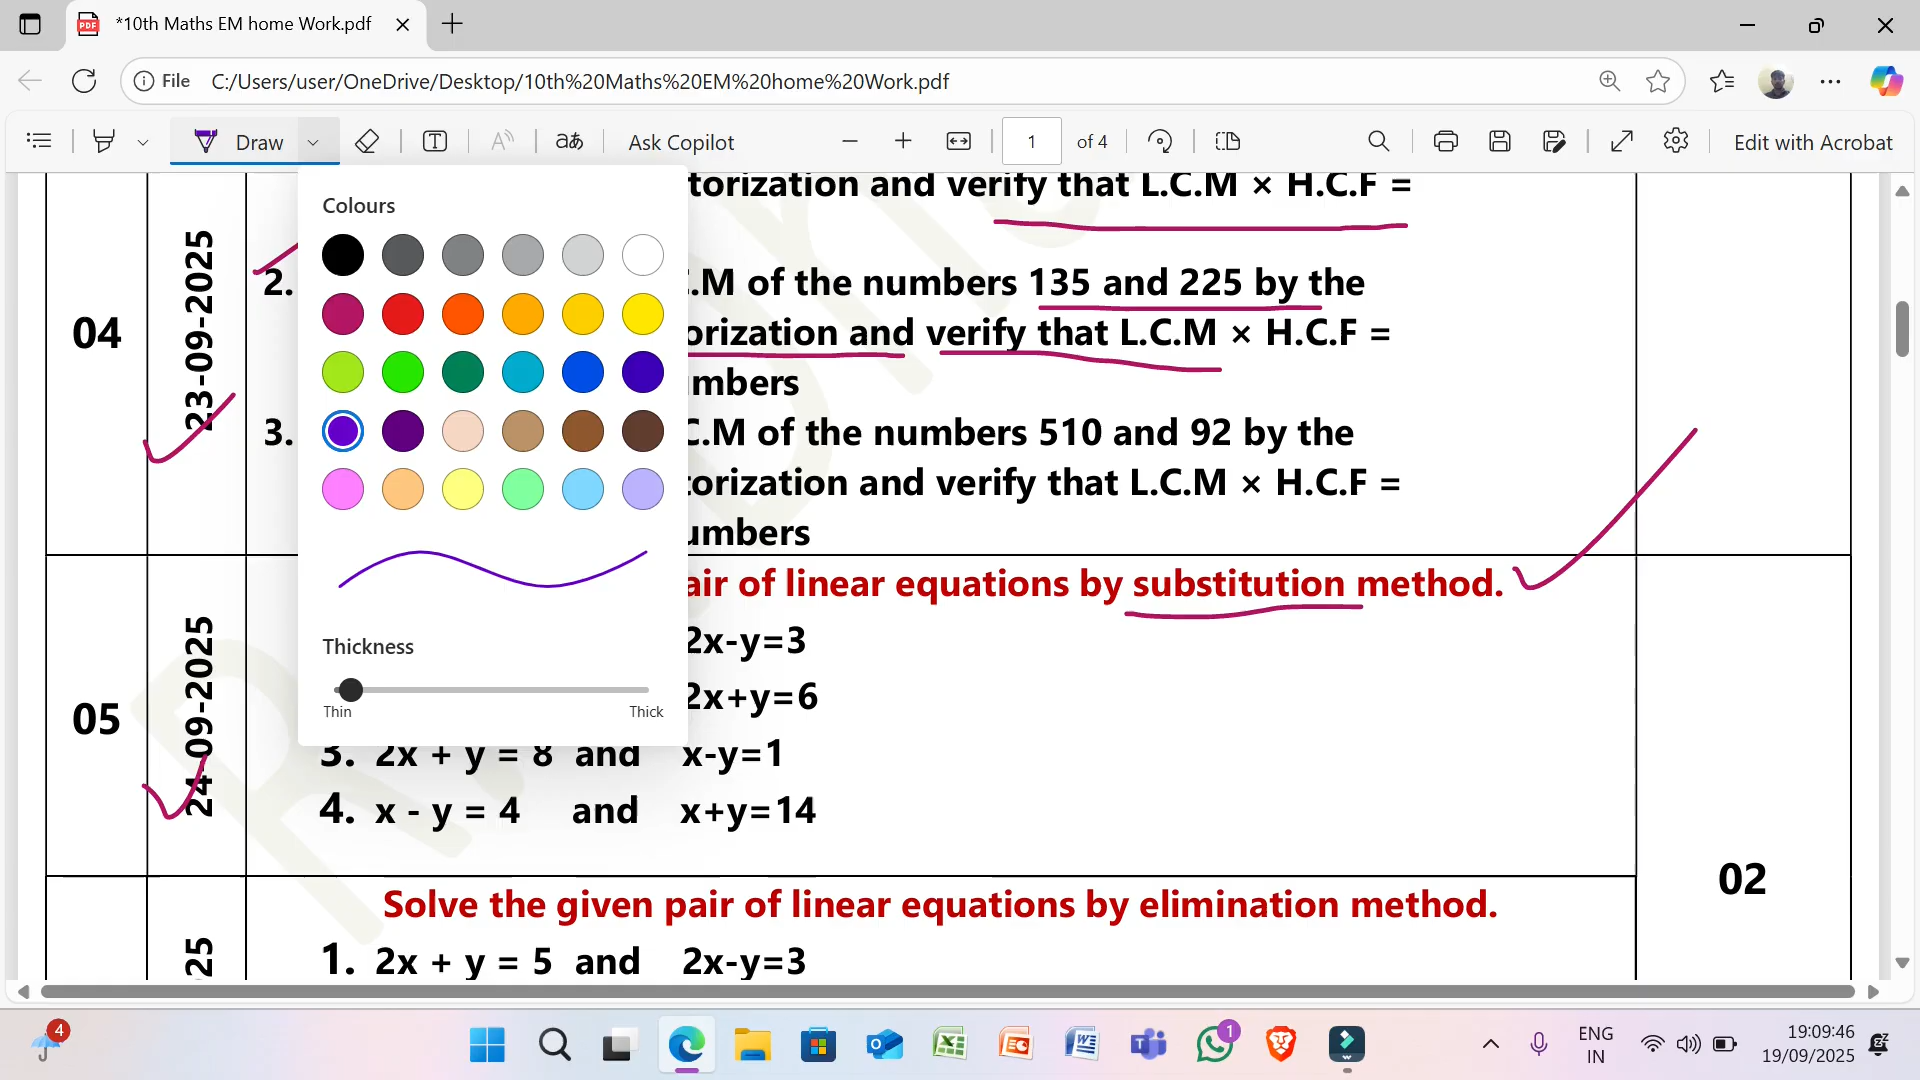 *10th Maths EM home Work.pdf
File C:/Users/user/OneDrive/Desktop/10th%20Maths%20EM%20home%20Work.pdf
Draw Ask Copilot 1 of 4 Edit with Acrobat
Colours
Thickness
Thin Thick
torization and verify that L.C.M × H.C.F =
04 23-09-2025
2. .M of the numbers 135 and 225 by the
orization and verify that L.C.M × H.C.F =
mbers
3. C.M of the numbers 510 and 92 by the
torization and verify that L.C.M × H.C.F =
umbers
05 24-09-2025
air of linear equations by substitution method.
2x-y=3
2x+y=6
3. 2x + y = 8 and x-y=1
4. x - y = 4 and x+y=14
02
Solve the given pair of linear equations by elimination method.
25
1. 2x + y = 5 and 2x-y=3
4
1
ENG
IN
19:09:46
19/09/2025